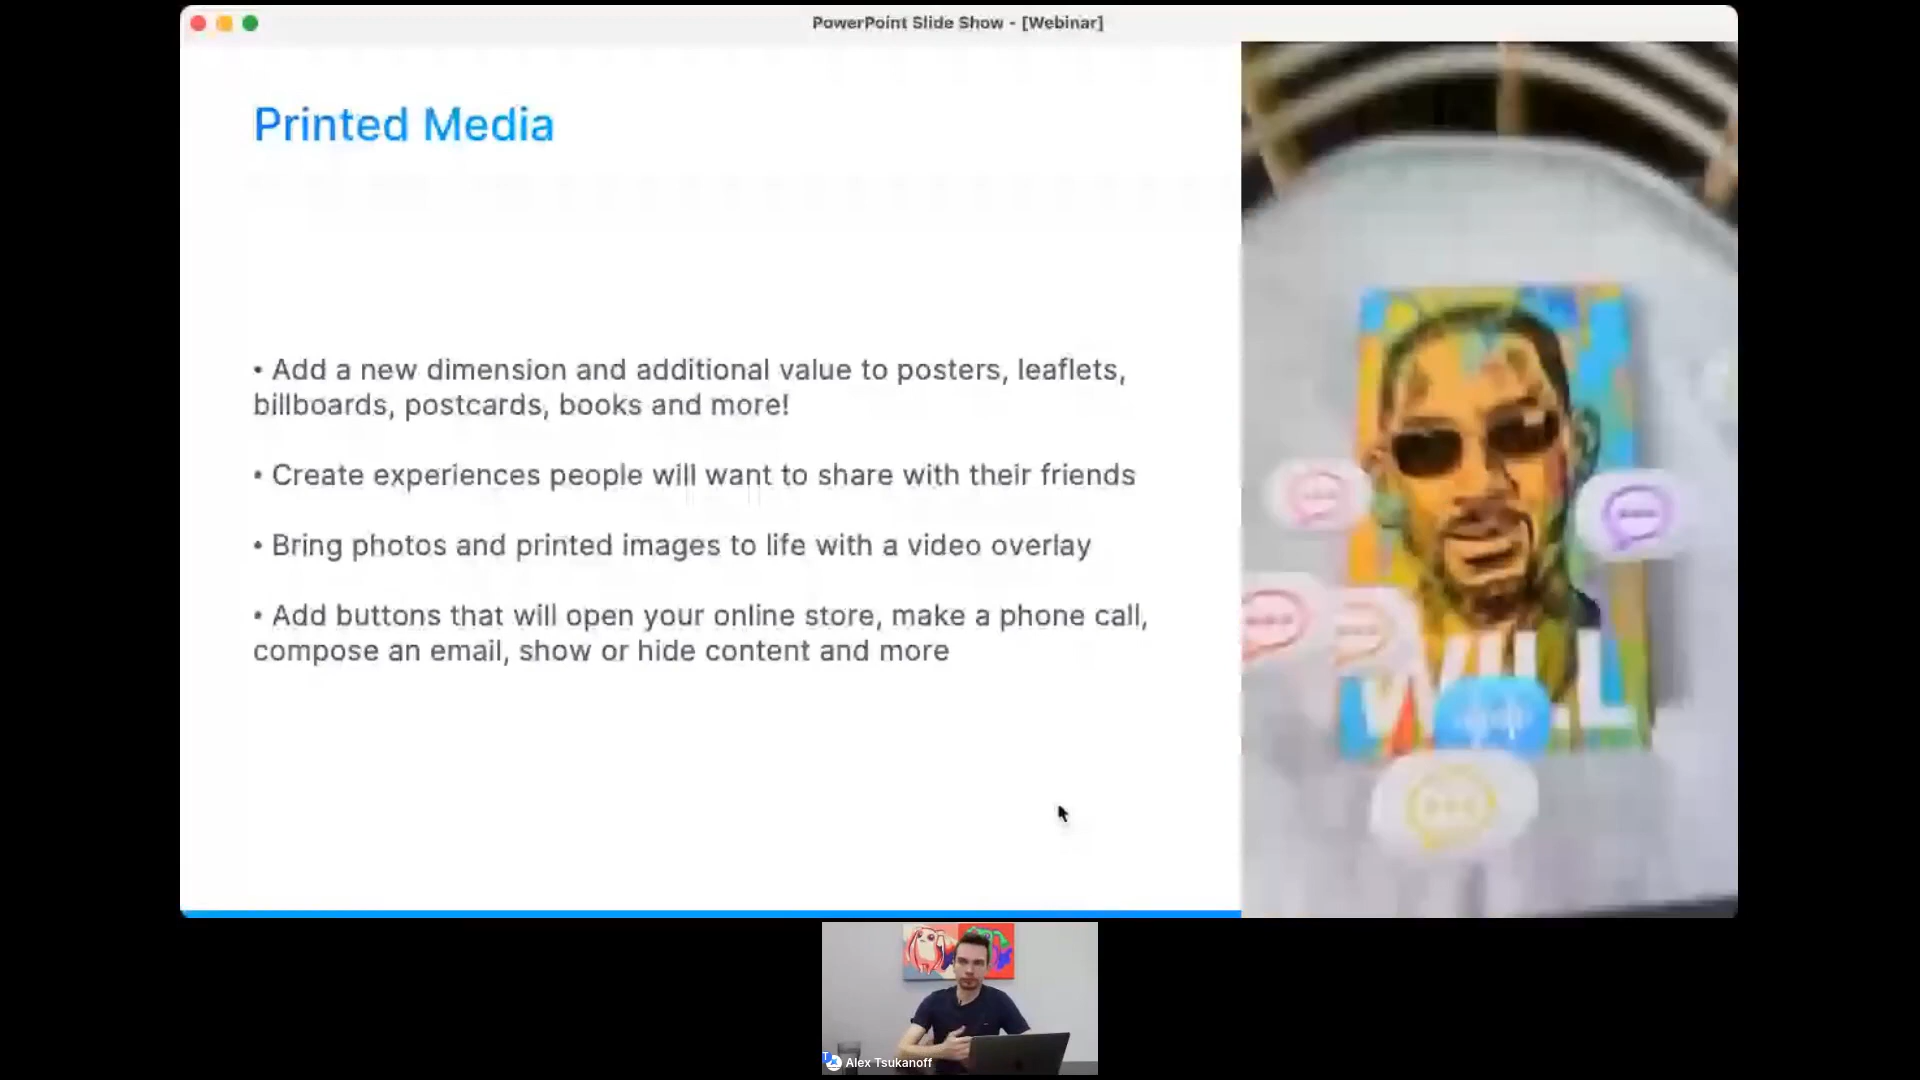 PowerPoint Slide Show - [Webinar]
Printed Media
• Add a new dimension and additional value to posters, leaflets,
billboards, postcards, books and more!
• Create experiences people will want to share with their friends
• Bring photos and printed images to life with a video overlay
• Add buttons that will open your online store, make a phone call,
compose an email, show or hide content and more
WILL
Alex Tsukanoff